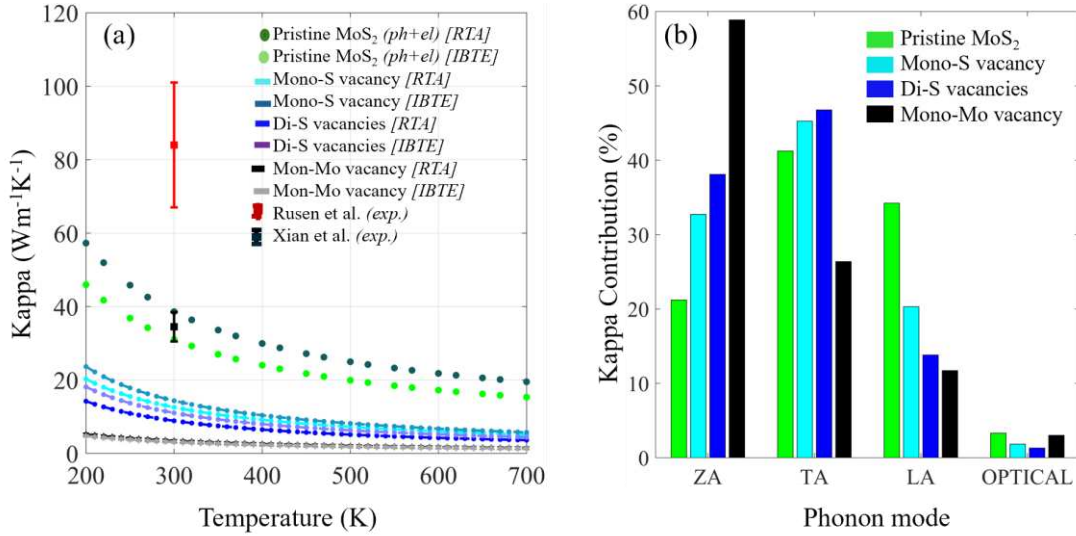 (a)
Kappa (Wm⁻¹K⁻¹)
120
100
80
60
40
20
0
Pristine MoS₂ (ph+el) [RTA]
Pristine MoS₂ (ph+el) [IBTE]
Mono-S vacancy [RTA]
Mono-S vacancy [IBTE]
Di-S vacancies [RTA]
Di-S vacancies [IBTE]
Mon-Mo vacancy [RTA]
Mon-Mo vacancy [IBTE]
Rusen et al. (exp.)
Xian et al. (exp.)
200 300 400 500 600 700
Temperature (K)
(b)
Kappa Contribution (%)
60
50
40
30
20
10
0
Pristine MoS₂
Mono-S vacancy
Di-S vacancies
Mono-Mo vacancy
ZA TA LA OPTICAL
Phonon mode